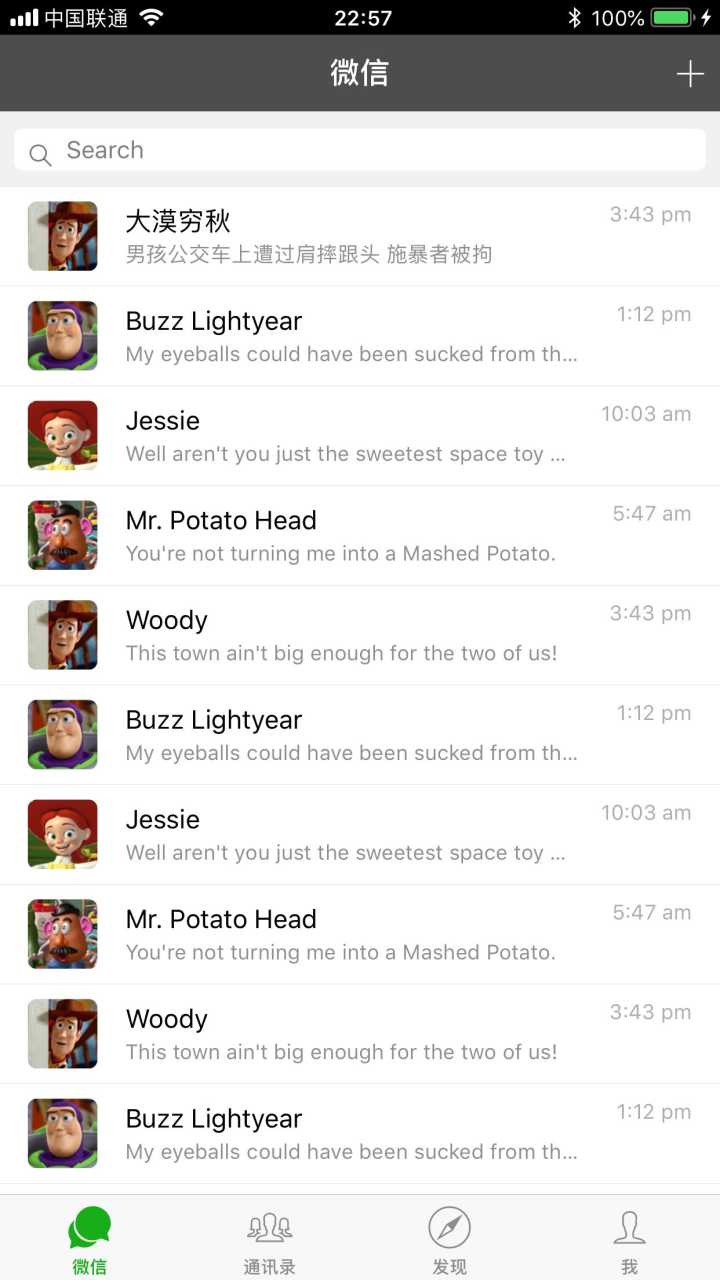 中国联通 22:57 100%
微信
Search
大漠穷秋 3:43 pm
男孩公交车上遭过肩摔跟头 施暴者被拘
Buzz Lightyear 1:12 pm
My eyeballs could have been sucked from th...
Jessie 10:03 am
Well aren't you just the sweetest space toy ...
Mr. Potato Head 5:47 am
You're not turning me into a Mashed Potato.
Woody 3:43 pm
This town ain't big enough for the two of us!
Buzz Lightyear 1:12 pm
My eyeballs could have been sucked from th...
Jessie 10:03 am
Well aren't you just the sweetest space toy ...
Mr. Potato Head 5:47 am
You're not turning me into a Mashed Potato.
Woody 3:43 pm
This town ain't big enough for the two of us!
Buzz Lightyear 1:12 pm
My eyeballs could have been sucked from th...
微信 通讯录 发现 我